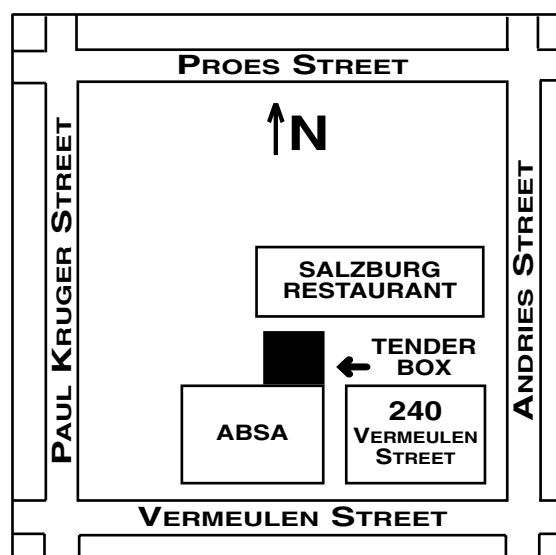 PROES STREET
N
PAUL KRUGER STREET
ANDRIES STREET
SALZBURG
RESTAURANT
TENDER
BOX
ABSA
240
VERMEULEN
STREET
VERMEULEN STREET